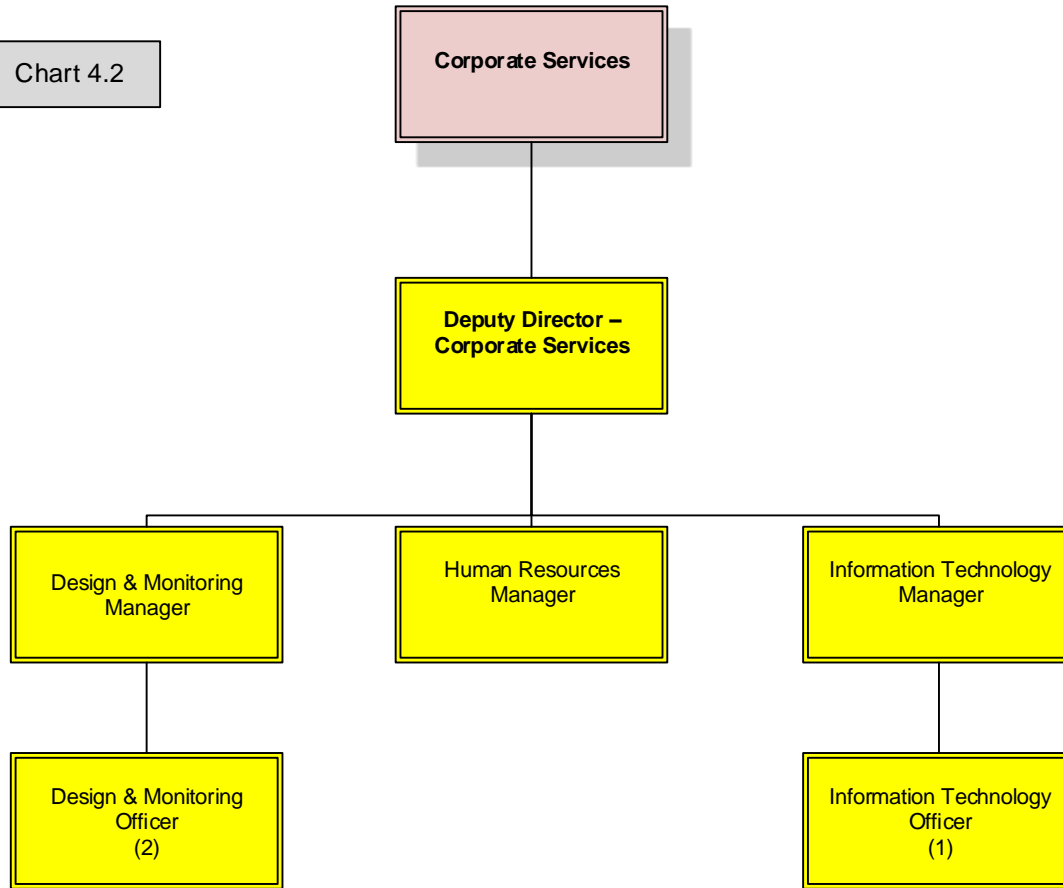 Chart 4.2
Corporate Services
Deputy Director –
Corporate Services
Design & Monitoring
Manager
Human Resources
Manager
Information Technology
Manager
Design & Monitoring
Officer
(2)
Information Technology
Officer
(1)